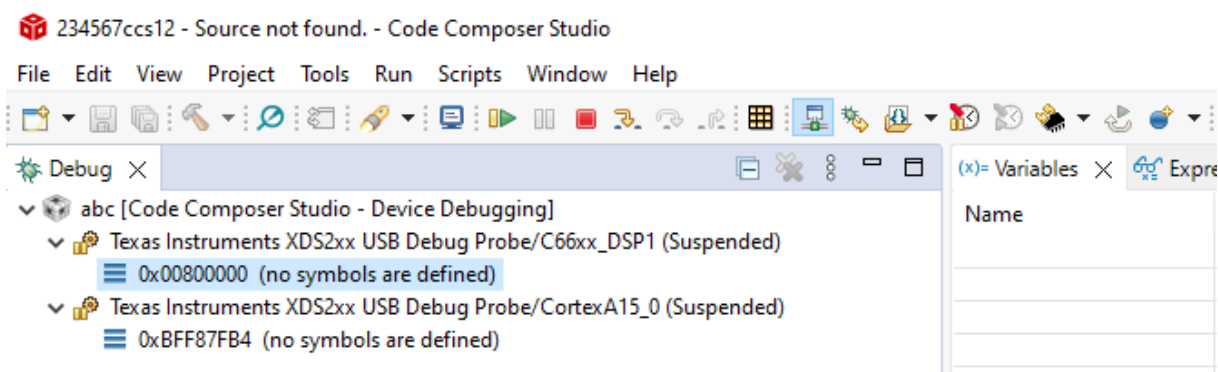 234567ccs12 - Source not found. - Code Composer Studio
File Edit View Project Tools Run Scripts Window Help
Debug
(x)= Variables
Expre
abc [Code Composer Studio - Device Debugging]
Name
Texas Instruments XDS2xx USB Debug Probe/C66xx_DSP1 (Suspended)
0x00800000 (no symbols are defined)
Texas Instruments XDS2xx USB Debug Probe/CortexA15_0 (Suspended)
0xBFF87FB4 (no symbols are defined)